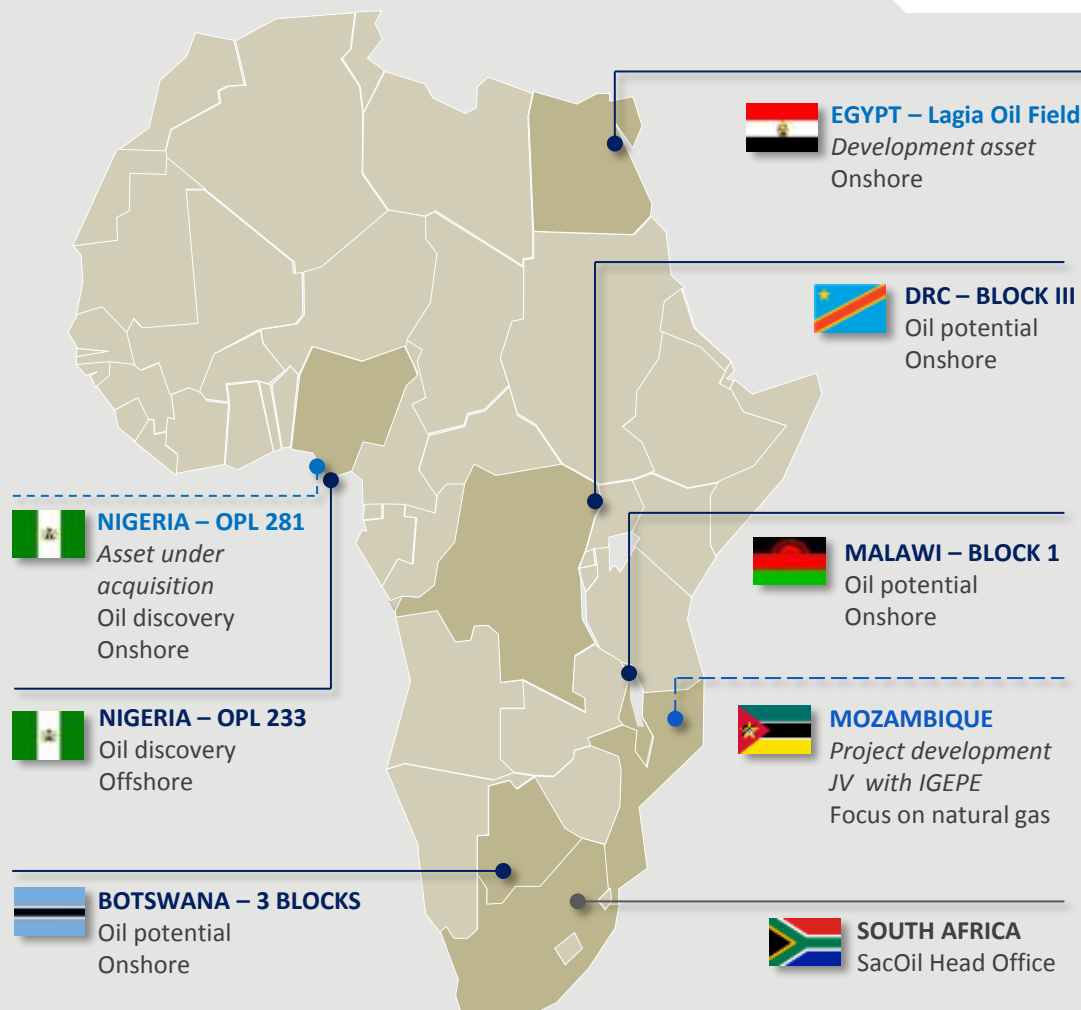 EGYPT – Lagia Oil Field
Development asset
Onshore
DRC – BLOCK III
Oil potential
Onshore
NIGERIA – OPL 281
Asset under
acquisition
Oil discovery
Onshore
MALAWI – BLOCK 1
Oil potential
Onshore
NIGERIA – OPL 233
Oil discovery
Offshore
MOZAMBIQUE
Project development
JV with IGEPE
Focus on natural gas
BOTSWANA – 3 BLOCKS
Oil potential
Onshore
SOUTH AFRICA
SacOil Head Office